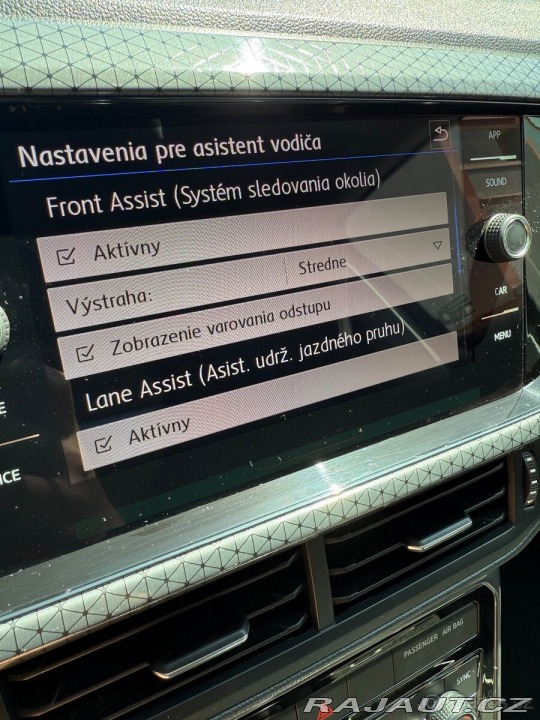 Nastavenia pre asistent vodiča
APP
Front Assist (Systém sledovania okolia)
SOUND
Aktívny
Výstraha:
Stredne
CAR
Zobrazenie varovania odstupu
MENU
Lane Assist (Asist. udrž. jazdného pruhu)
Aktívny
PASSENGER AIR BAG
SYNC
RAJAUT.CZ